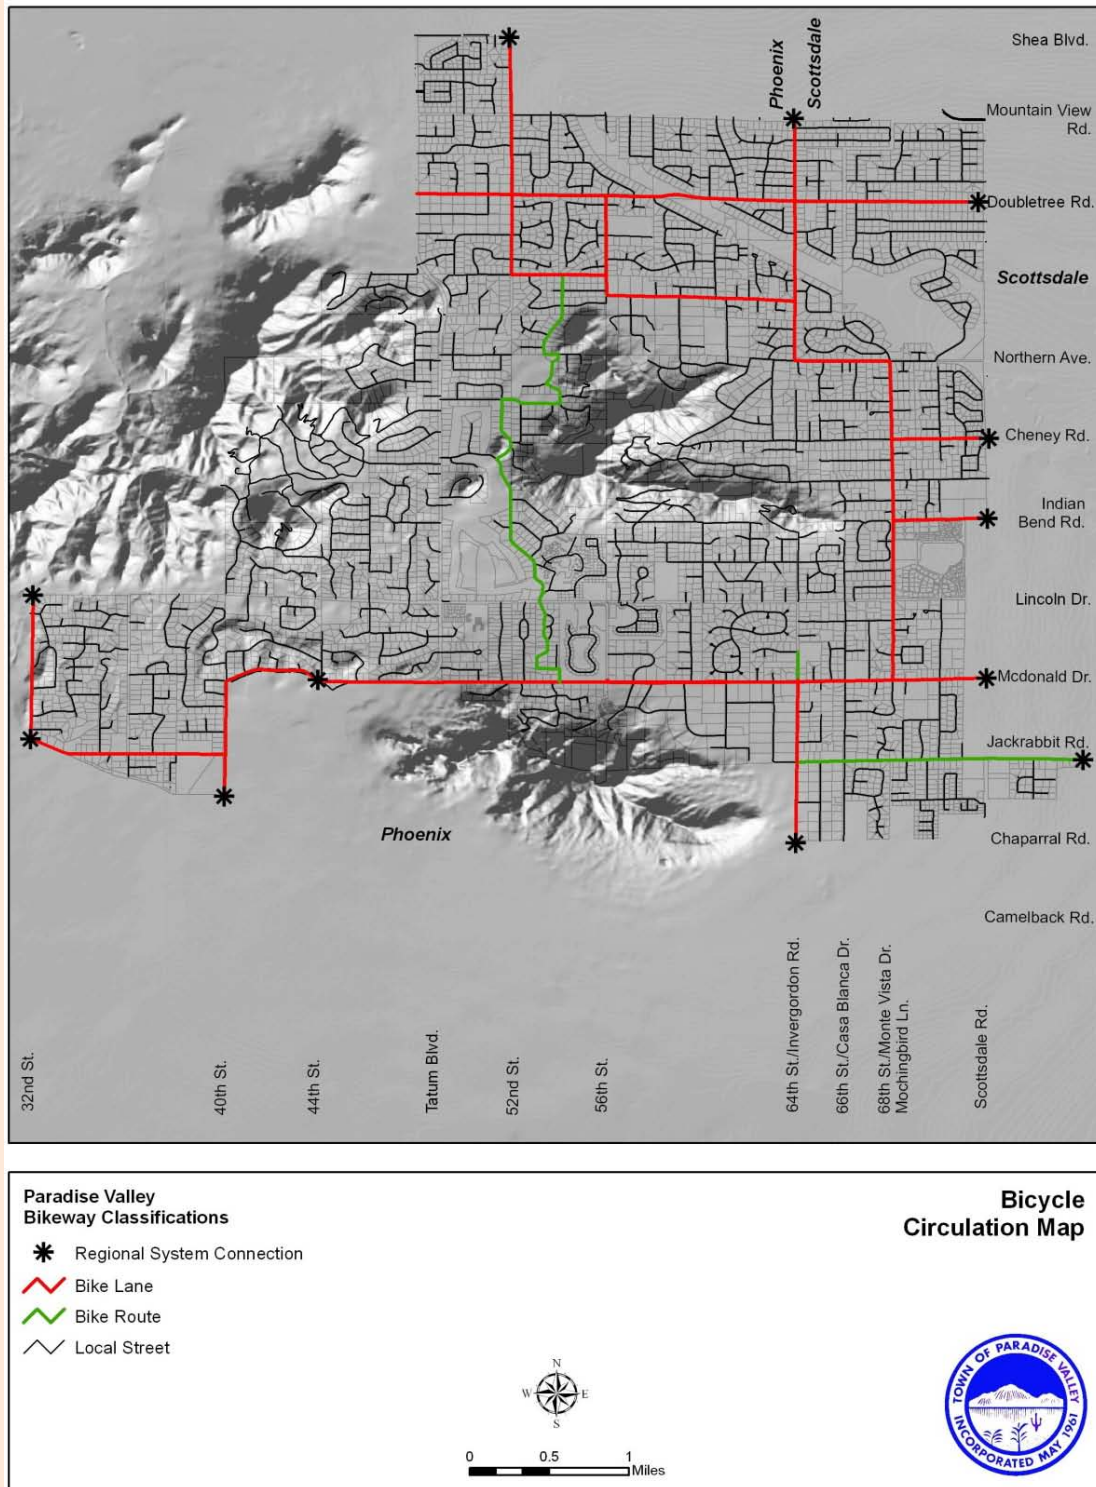 Shea Blvd.
Phoenix
Scottsdale
Mountain View
Rd.
Doubletree Rd.
Scottsdale
Northern Ave.
Cheney Rd.
Indian
Bend Rd.
Lincoln Dr.
Mcdonald Dr.
Jackrabbit Rd.
Phoenix
Chaparral Rd.
Camelback Rd.
32nd St.
40th St.
44th St.
Tatum Blvd.
52nd St.
56th St.
64th St./Invergordon Rd.
66th St./Casa Blanca Dr.
68th St./Monte Vista Dr.
Mochingbird Ln.
Scottsdale Rd.
Paradise Valley
Bikeway Classifications
Regional System Connection
Bike Lane
Bike Route
Local Street
Bicycle
Circulation Map
N
W E
S
0 0.5 1
Miles
TOWN OF PARADISE VALLEY
INCORPORATED MAY 1961